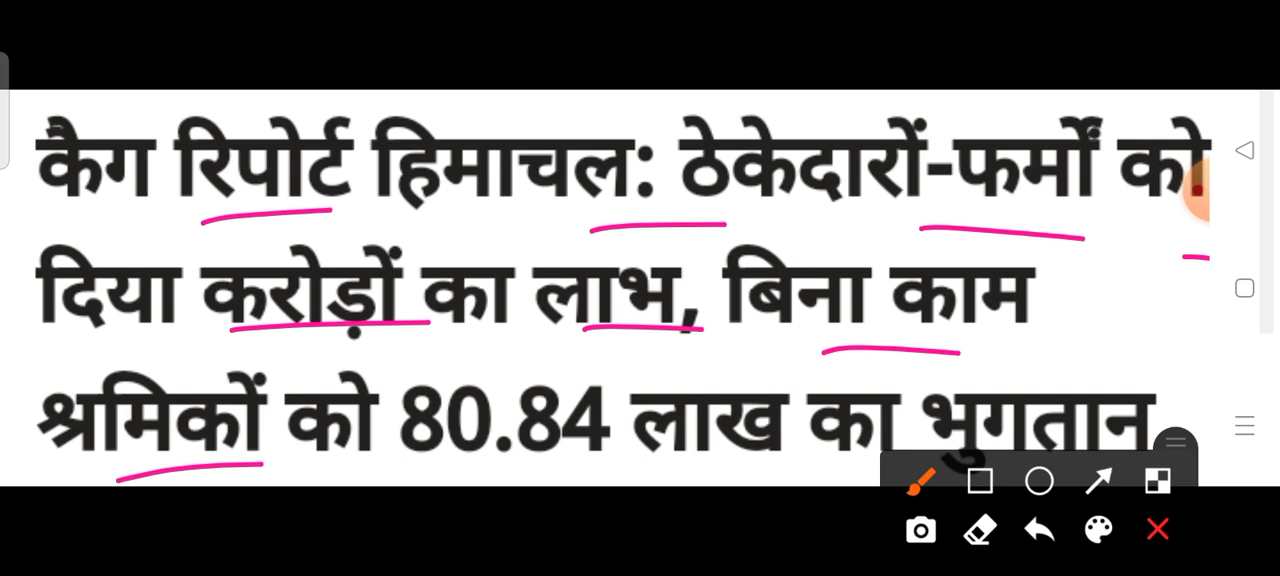 कैग रिपोर्ट हिमाचल: ठेकेदारों-फर्मों को
दिया करोड़ों का लाभ, बिना काम
श्रमिकों को 80.84 लाख का भुगतान